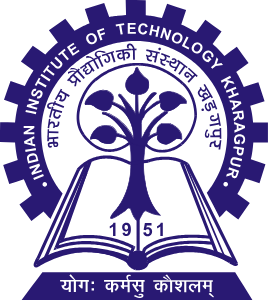 • INDIAN INSTITUTE OF TECHNOLOGY KHARAGPUR •
भारतीय प्रौद्योगिकी संस्थान खड़गपुर
1951
योगः कर्मसु कौशलम्